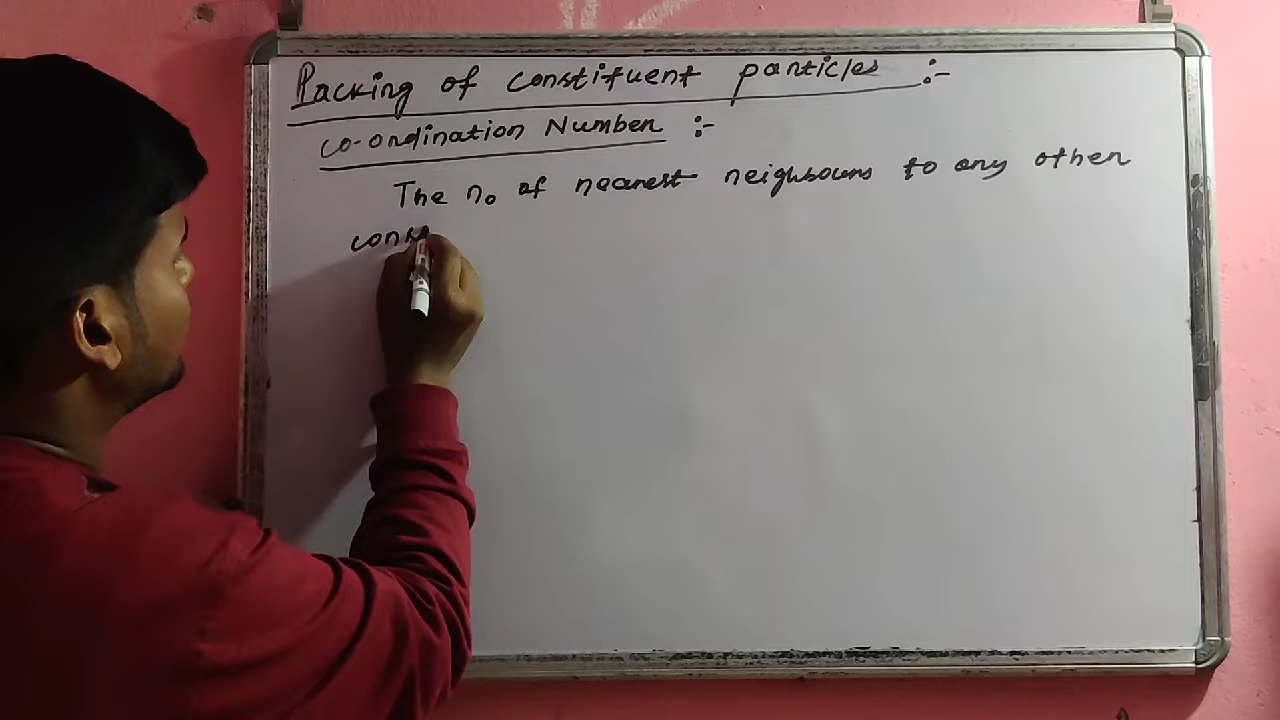 Packing of constituent particles :-
co-ordination Number :-
The no of nearest neighbours to any other
cons